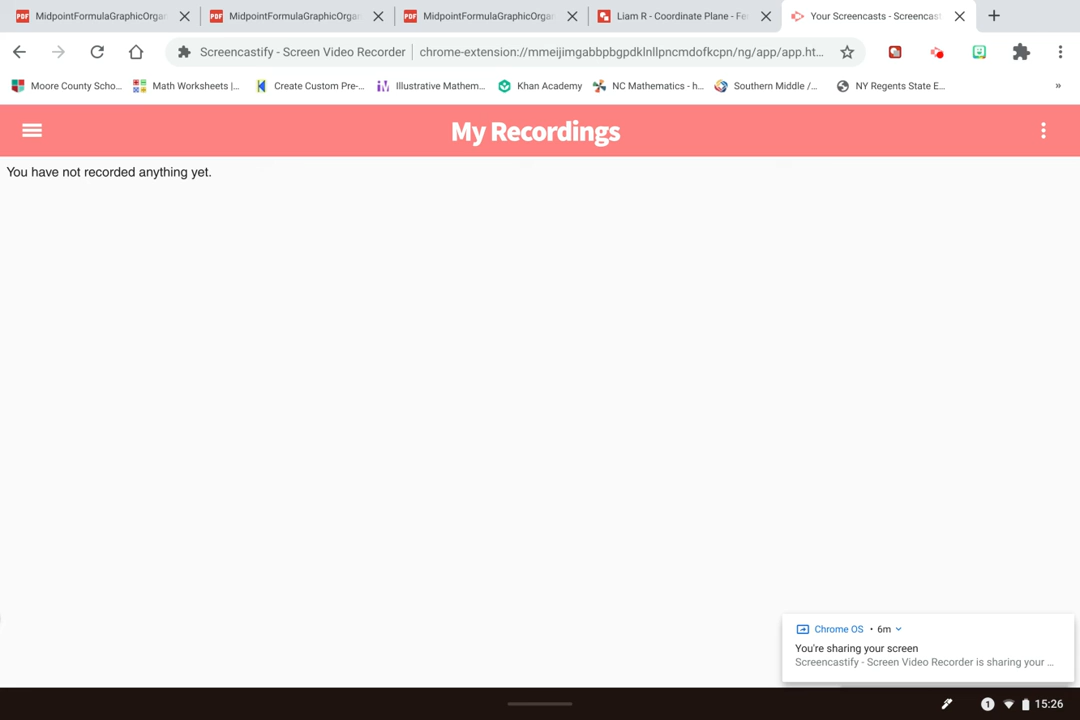 MidpointFormulaGraphicOrgan
MidpointFormulaGraphicOrga
MidpointFormulaGraphicOrgan
Liam R - Coordinate Plane - Fe
Your Screencasts - Screencast
Screencastify - Screen Video Recorder
chrome-extension://mmeijimgabbpbgpdklnllpncmdofkcpn/ng/app/app.ht...
Moore County Scho...
Math Worksheets |...
Create Custom Pre-...
Illustrative Mathem...
Khan Academy
NC Mathematics - h...
Southern Middle /...
NY Regents State E...
»
My Recordings
You have not recorded anything yet.
Chrome OS • 6m
You're sharing your screen
Screencastify - Screen Video Recorder is sharing your ...
1 15:26